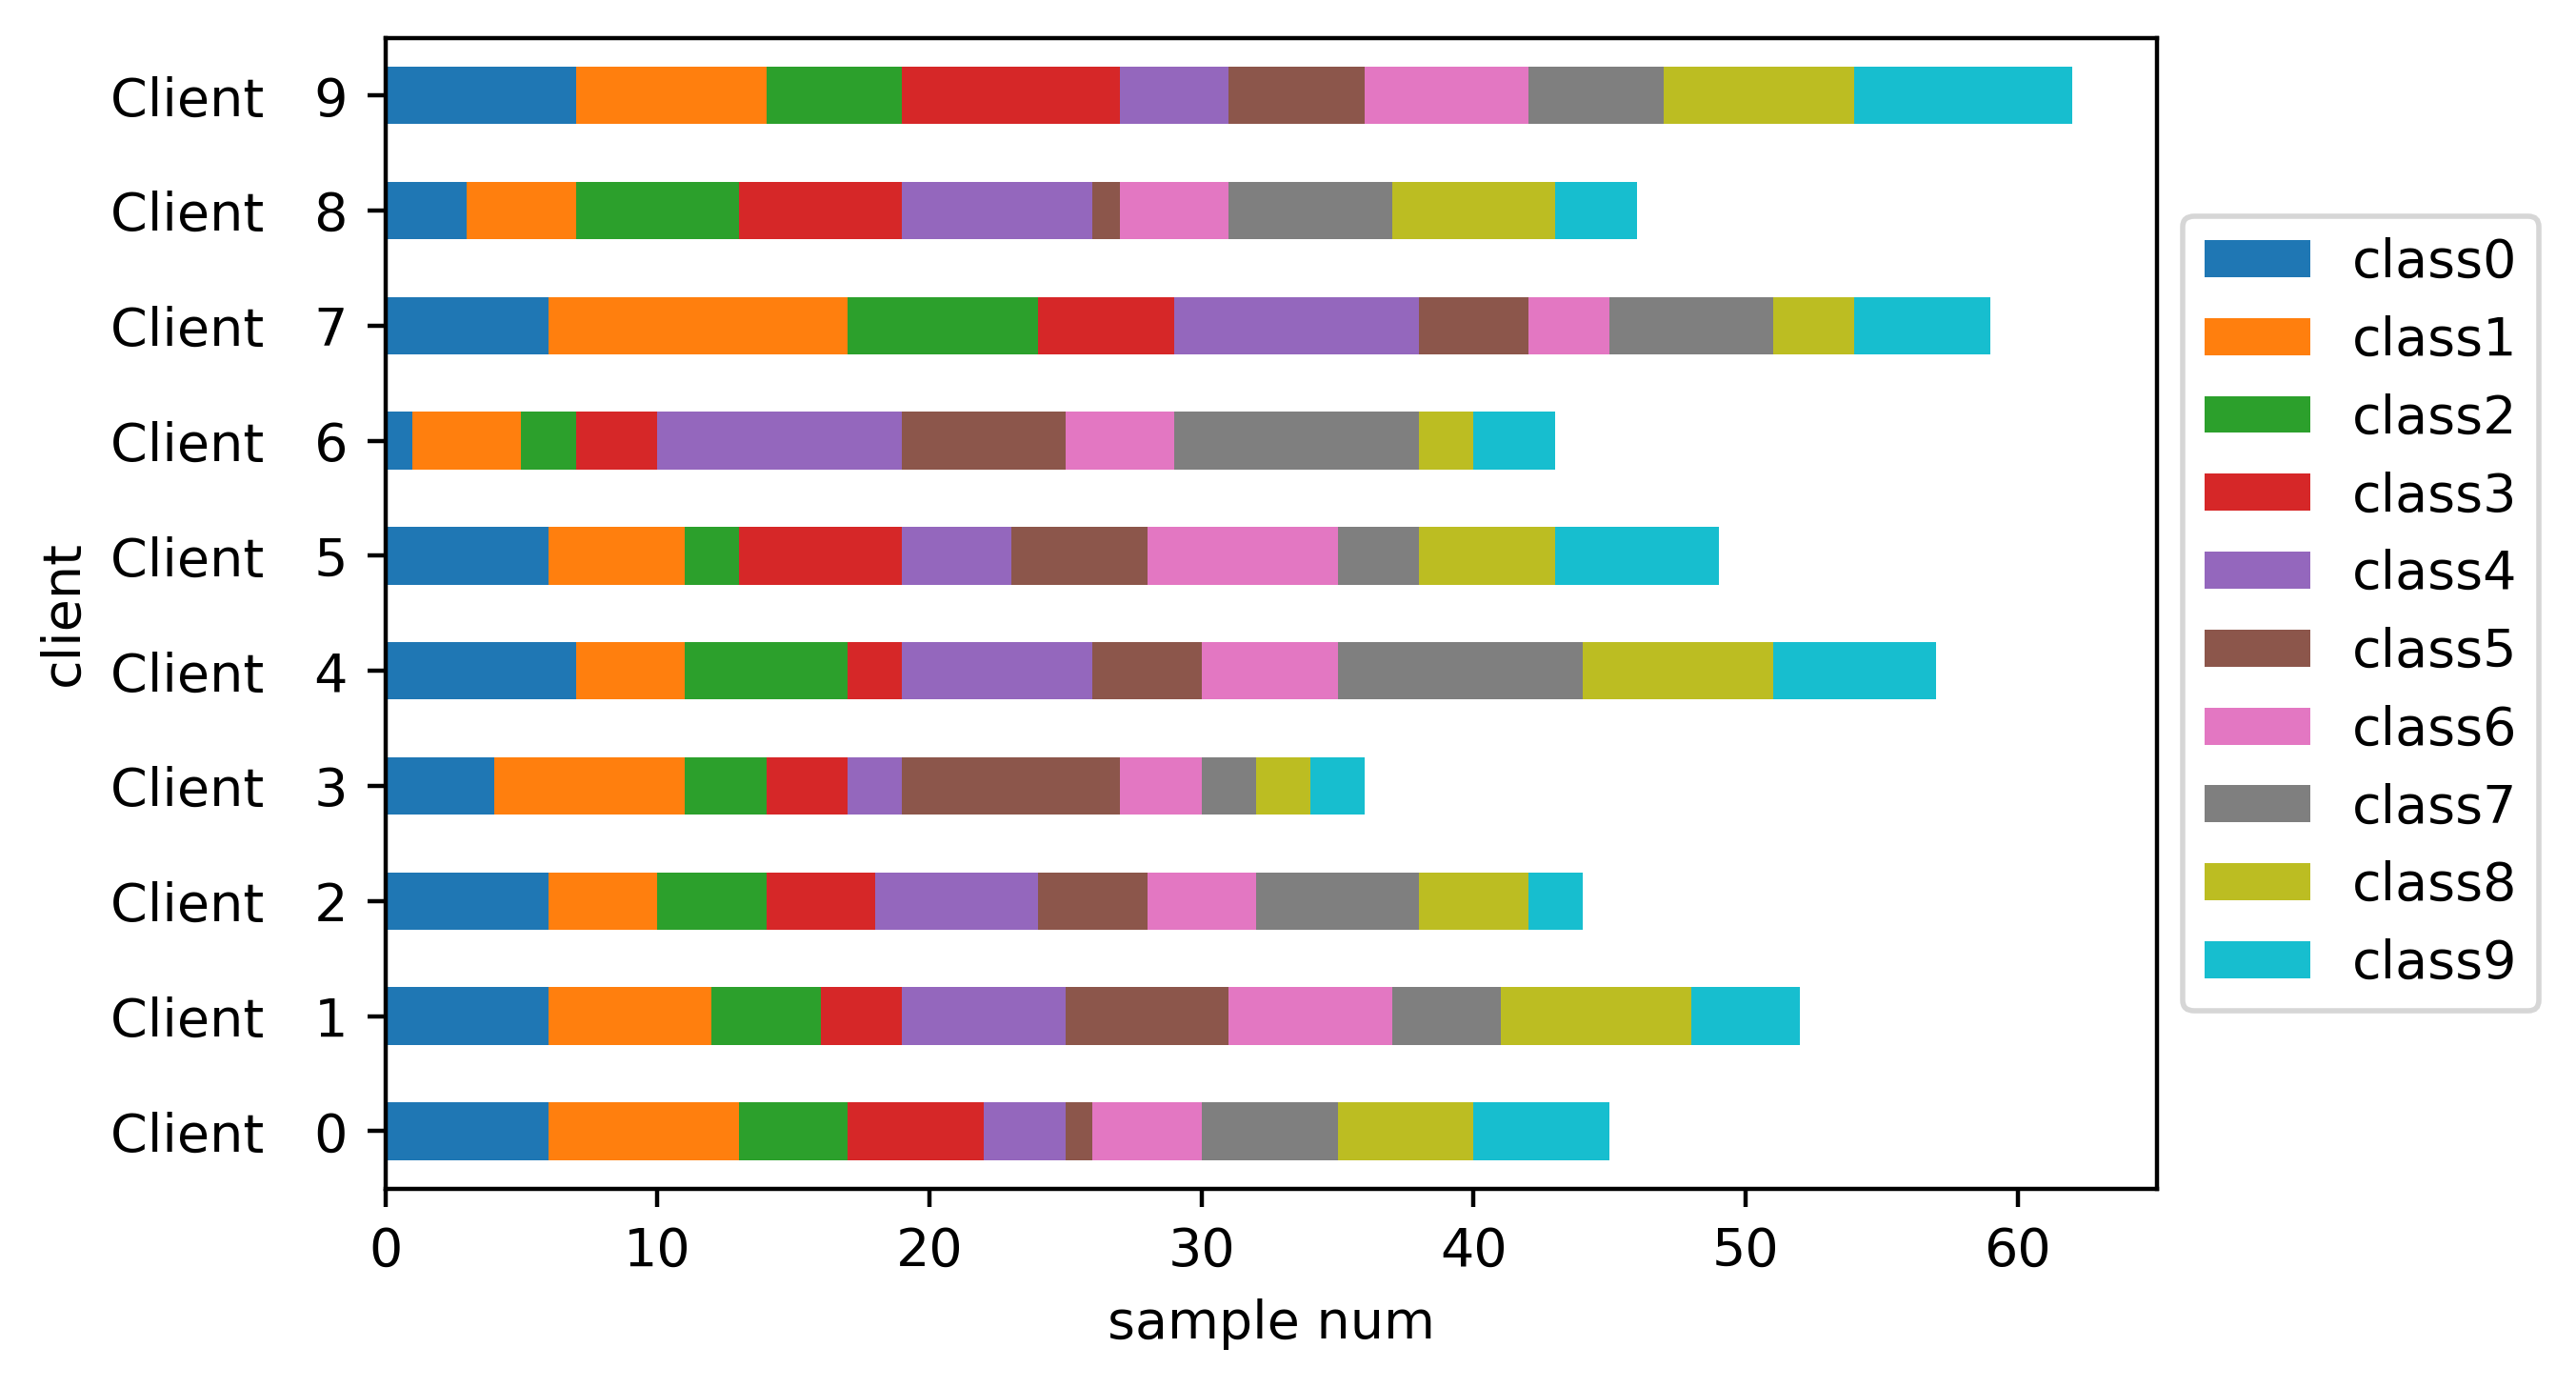 Client 9
Client 8
Client 7
Client 6
Client 5
Client 4
Client 3
Client 2
Client 1
Client 0
client
0 10 20 30 40 50 60
sample num
class0
class1
class2
class3
class4
class5
class6
class7
class8
class9